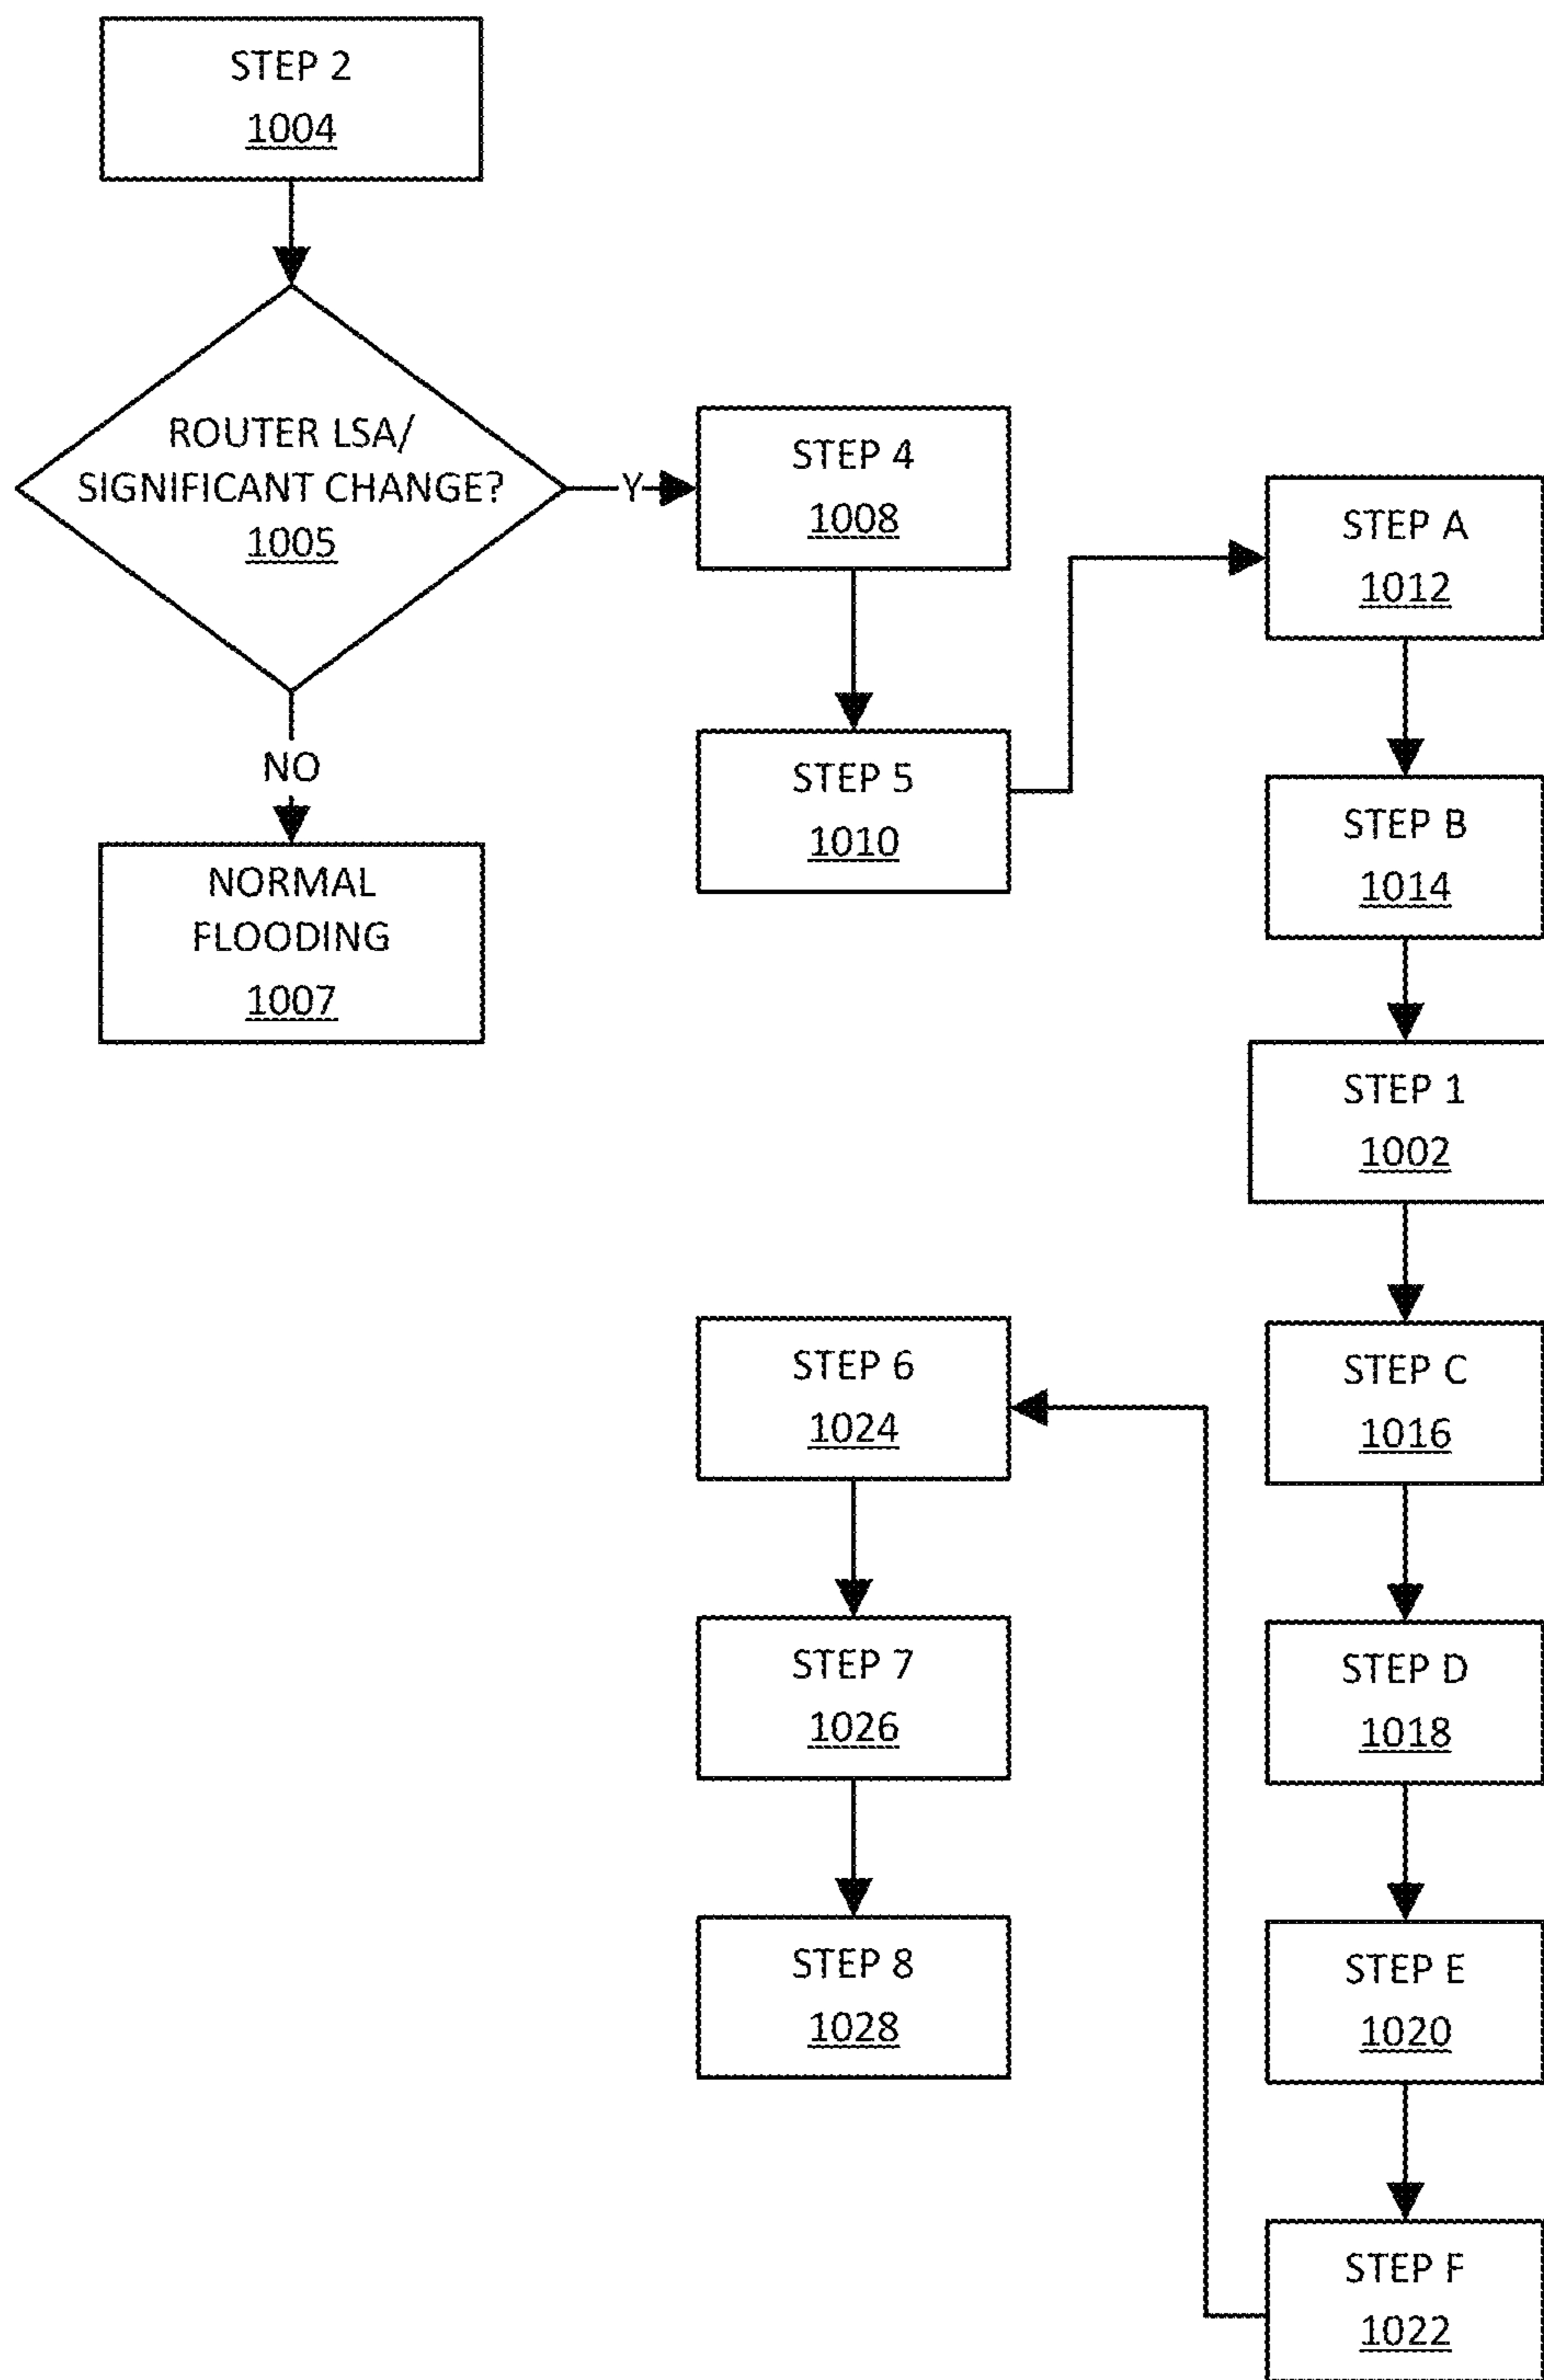 STEP 2
1004
ROUTER LSA/
SIGNIFICANT CHANGE?
1005
Y
NO
NORMAL
FLOODING
1007
STEP 4
1008
STEP 5
1010
STEP A
1012
STEP B
1014
STEP 1
1002
STEP C
1016
STEP D
1018
STEP E
1020
STEP F
1022
STEP 6
1024
STEP 7
1026
STEP 8
1028